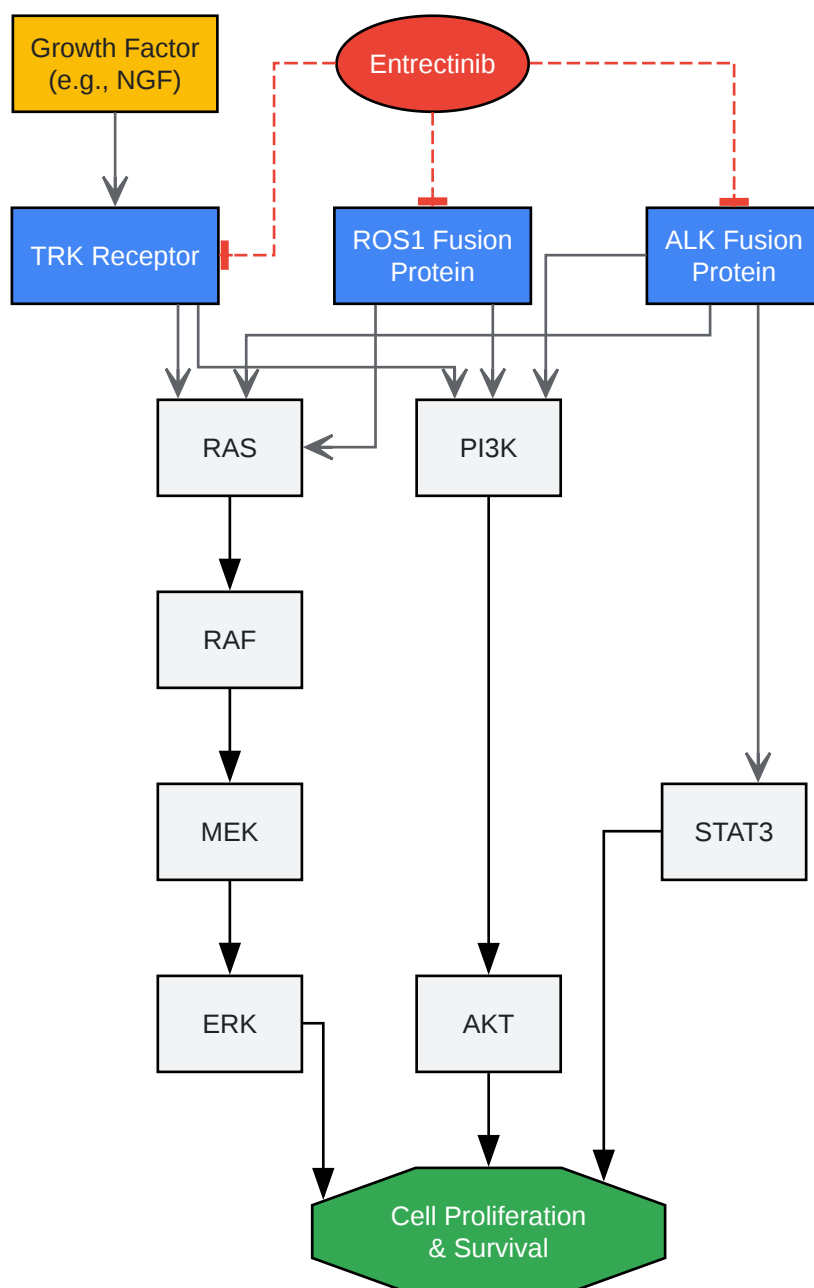 Growth Factor
(e.g., NGF)
Entrectinib
TRK Receptor
ROS1 Fusion
Protein
ALK Fusion
Protein
RAS
PI3K
RAF
MEK
STAT3
ERK
AKT
Cell Proliferation
& Survival